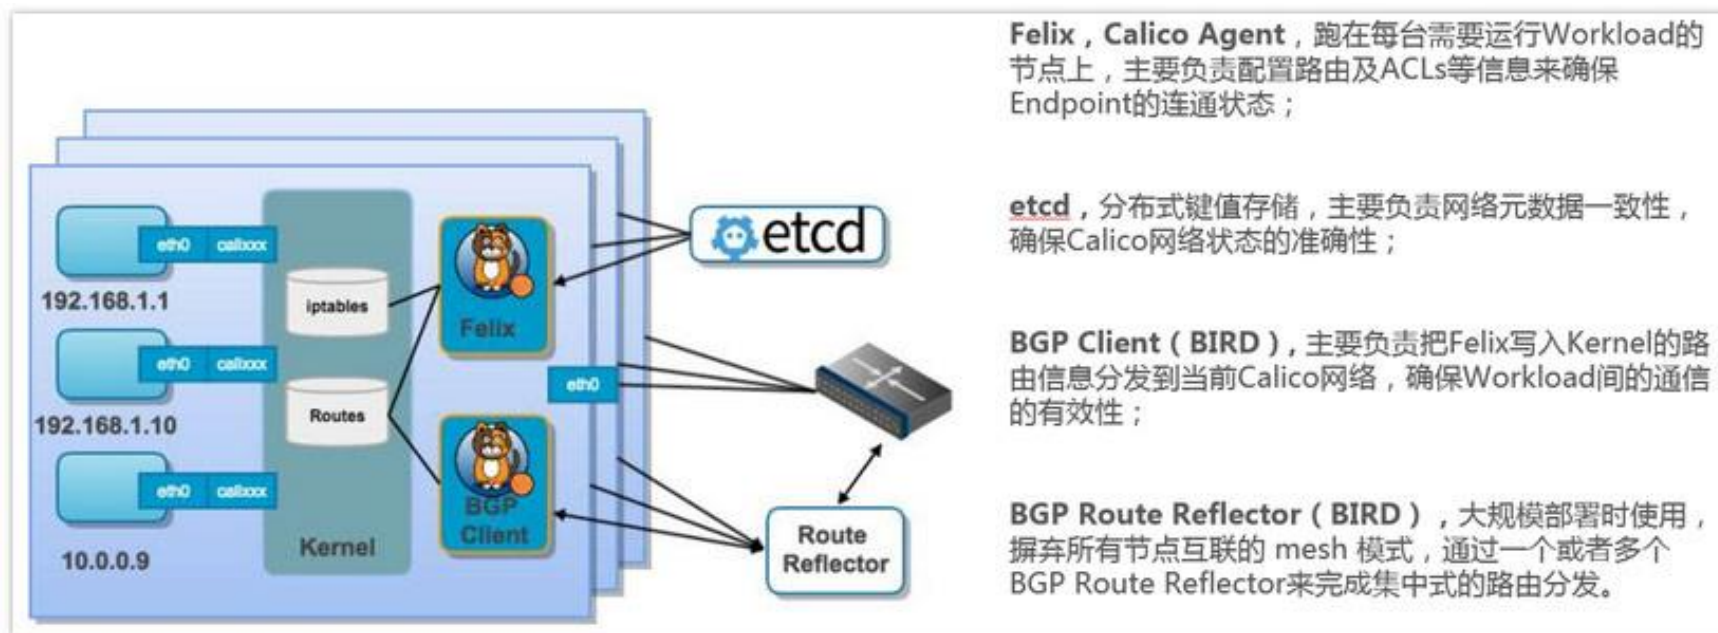 Felix，Calico Agent，跑在每台需要运行Workload的
节点上，主要负责配置路由及ACLs等信息来确保
Endpoint的连通状态；
etcd，分布式键值存储，主要负责网络元数据一致性，
确保Calico网络状态的准确性；
BGP Client（BIRD），主要负责把Felix写入Kernel的路
由信息分发到当前Calico网络，确保Workload间的通信
的有效性；
BGP Route Reflector（BIRD），大规模部署时使用，
摒弃所有节点互联的 mesh 模式，通过一个或者多个
BGP Route Reflector来完成集中式的路由分发。
eth0 calixxx
192.168.1.1
eth0 calixxx
192.168.1.10
eth0 calixxx
10.0.0.9
iptables
Routes
Kernel
Felix
BGP
Client
eth0
etcd
Route
Reflector